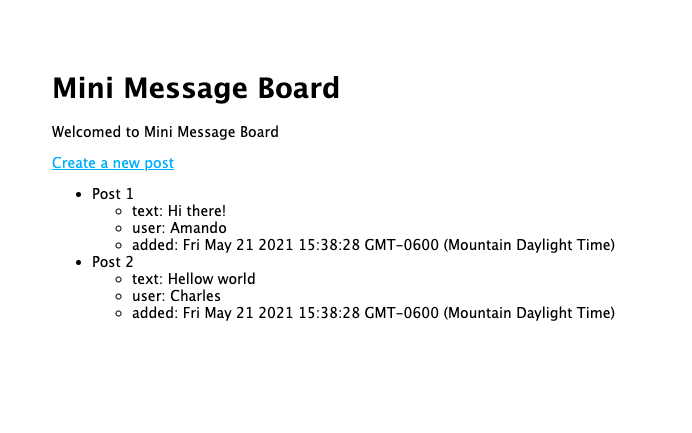 Mini Message Board
Welcomed to Mini Message Board
Create a new post
Post 1
text: Hi there!
user: Amando
added: Fri May 21 2021 15:38:28 GMT-0600 (Mountain Daylight Time)
Post 2
text: Hellow world
user: Charles
added: Fri May 21 2021 15:38:28 GMT-0600 (Mountain Daylight Time)